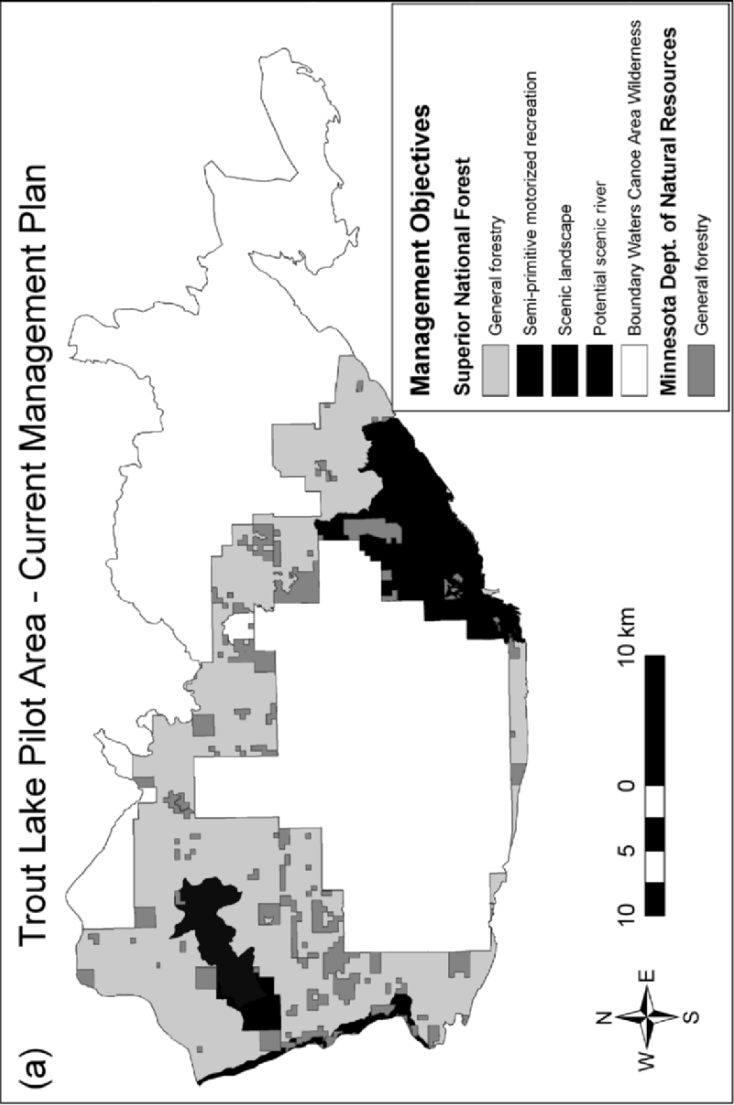 (a) Trout Lake Pilot Area - Current Management Plan
Management Objectives
Superior National Forest
General forestry
Semi-primitive motorized recreation
Scenic landscape
Potential scenic river
Boundary Waters Canoe Area Wilderness
Minnesota Dept. of Natural Resources
General forestry
N
W E
S
10 5 0 10 km